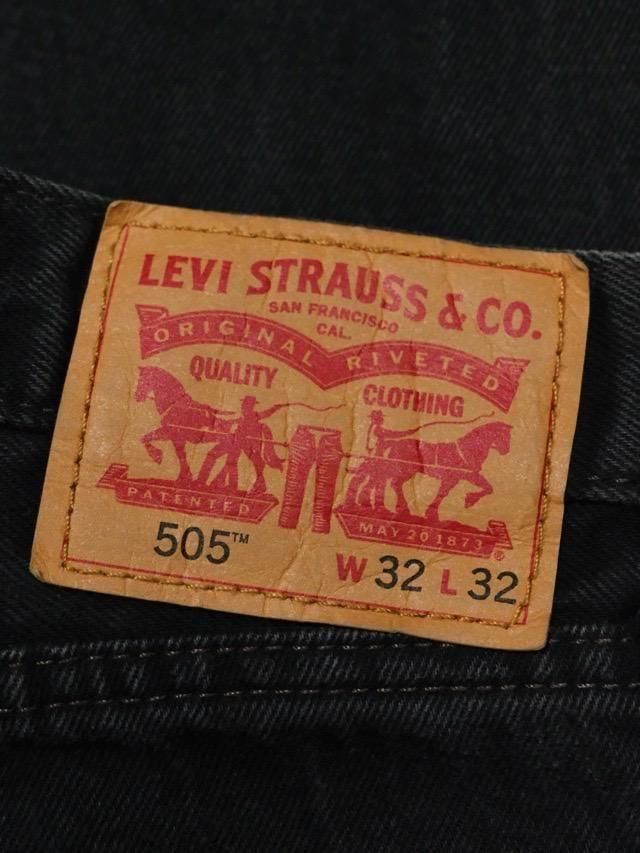 LEVI STRAUSS & CO.
SAN FRANCISCO
CAL.
ORIGINAL RIVETED
QUALITY CLOTHING
PATENTED
MAY 20 1873
®
505™
W 32 L 32